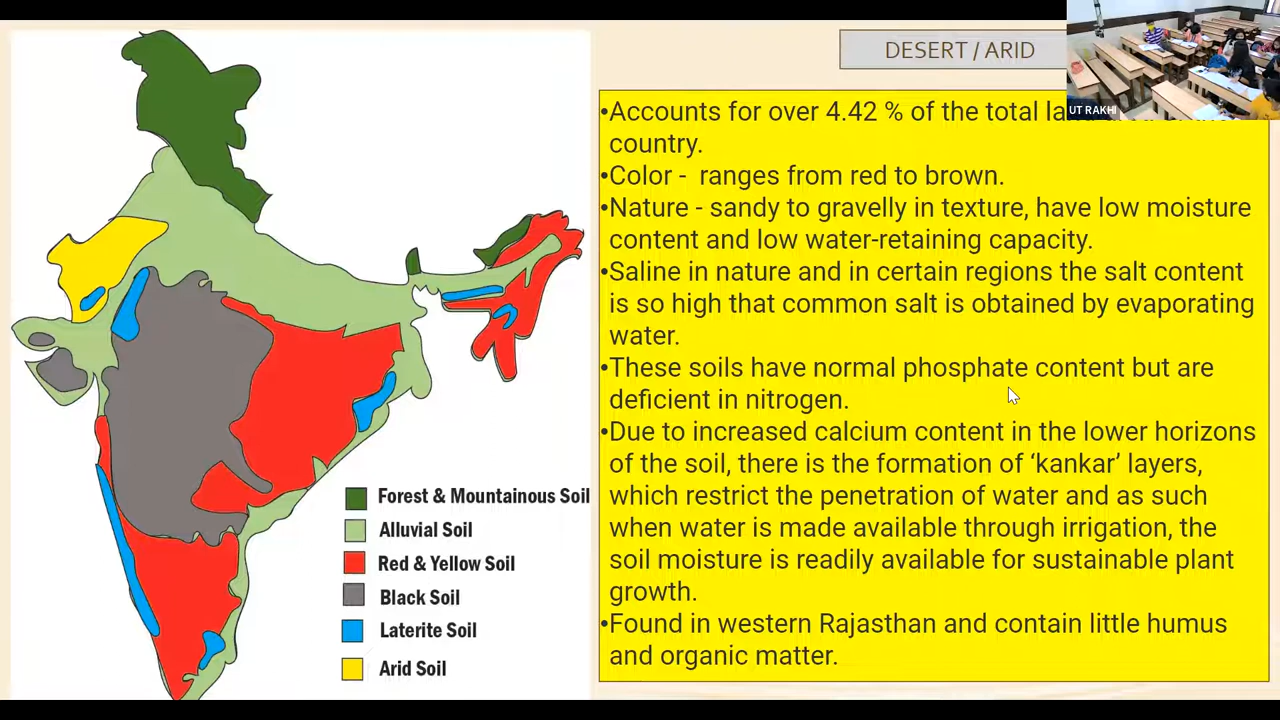 DESERT / ARID
UT RAKHI
•Accounts for over 4.42 % of the total
country.
•Color - ranges from red to brown.
•Nature - sandy to gravelly in texture, have low moisture
content and low water-retaining capacity.
•Saline in nature and in certain regions the salt content
is so high that common salt is obtained by evaporating
water.
•These soils have normal phosphate content but are
deficient in nitrogen.
•Due to increased calcium content in the lower horizons
of the soil, there is the formation of ‘kankar’ layers,
which restrict the penetration of water and as such
when water is made available through irrigation, the
soil moisture is readily available for sustainable plant
growth.
•Found in western Rajasthan and contain little humus
and organic matter.
Forest & Mountainous Soil
Alluvial Soil
Red & Yellow Soil
Black Soil
Laterite Soil
Arid Soil